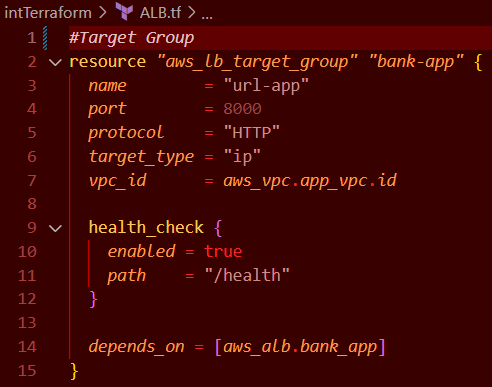 intTerraform > ALB.tf > ...
1 #Target Group
2 resource "aws_lb_target_group" "bank-app" {
3   name        = "url-app"
4   port        = 8000
5   protocol    = "HTTP"
6   target_type = "ip"
7   vpc_id      = aws_vpc.app_vpc.id
8
9   health_check {
10     enabled = true
11     path    = "/health"
12   }
13
14   depends_on = [aws_alb.bank_app]
15 }